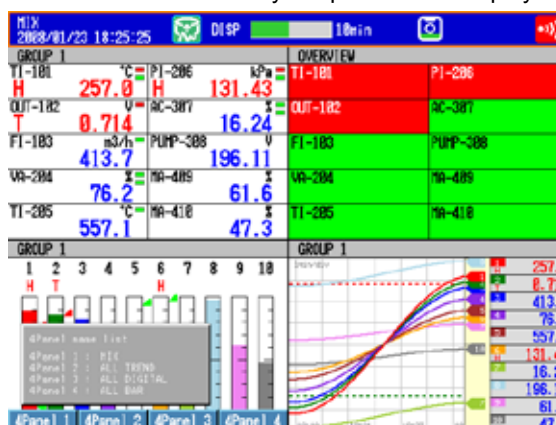 MIX
2008/01/23 18:25:25
DISP
10min
GROUP 1
TI-101 °C
H 257.0
PI-206 kPa
H 131.43
OUT-102 V
T 0.714
AC-307 %
16.24
FI-103 m3/h
413.7
PUMP-308 V
196.11
VA-204 %
76.2
MA-409 %
61.6
TI-205 °C
557.1
MA-410 %
47.3
OVERVIEW
TI-101 PI-206
OUT-102 AC-307
FI-103 PUMP-308
VA-204 MA-409
TI-205 MA-410
GROUP 1
1 2 3 4 5 6 7 8 9 10
H T H
4Panel name list
4Panel 1 : MIX
4Panel 2 : ALL TREND
4Panel 3 : ALL DIGITAL
4Panel 4 : ALL BAR
4Panel 1 4Panel 2 4Panel 3 4Panel 4
GROUP 1
257.
0.7
413.
76.
557.
131.4
16.2
196.
61.
47.